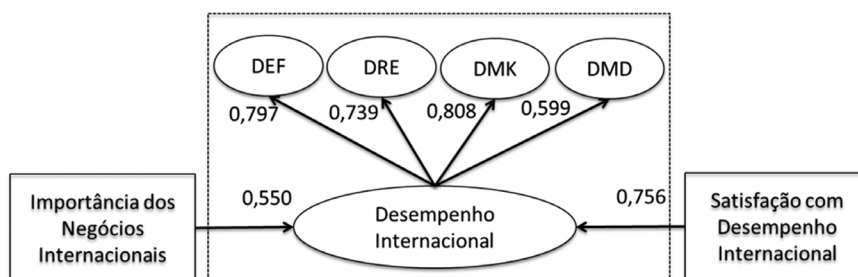 DEF
DRE
DMK
DMD
0,797
0,739
0,808
0,599
Importância dos
Negócios
Internacionais
0,550
Desempenho
Internacional
0,756
Satisfação com
Desempenho
Internacional